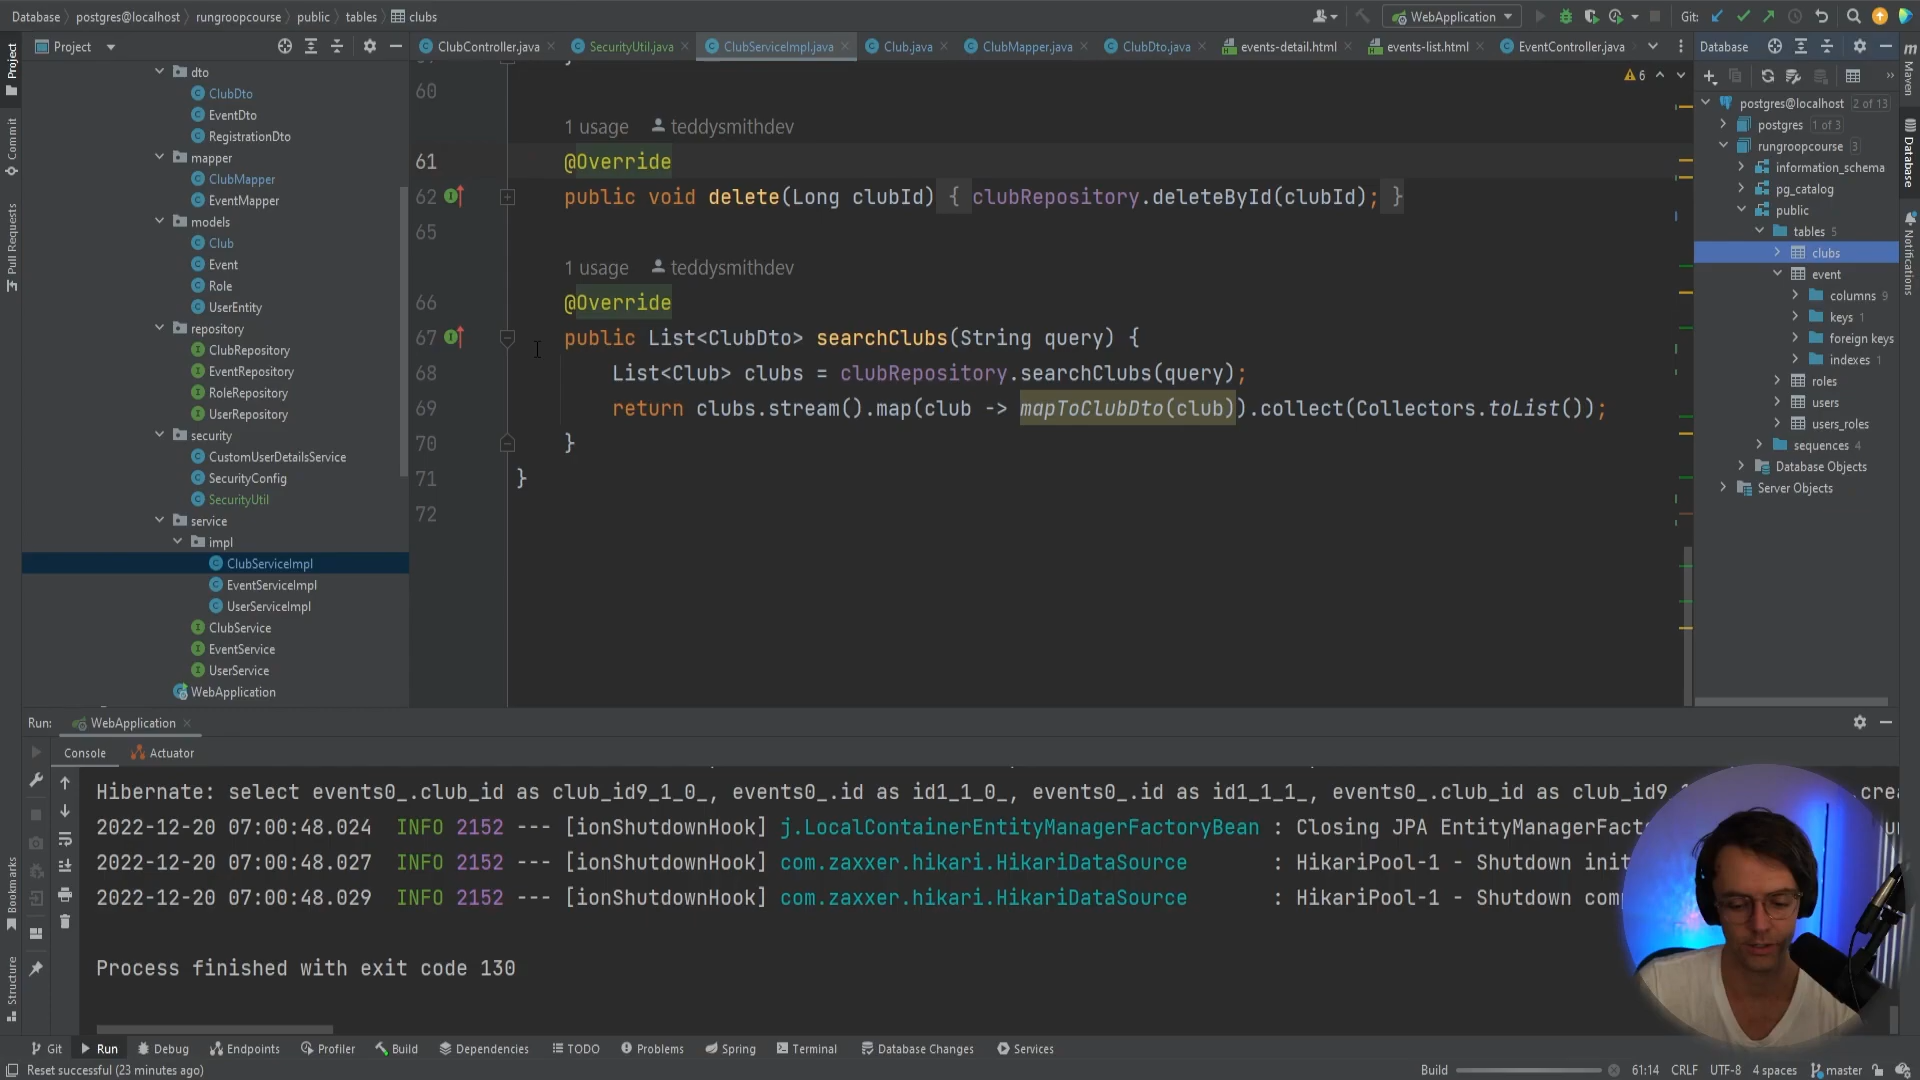 Database
postgres@localhost
rungroopcourse
public
tables
clubs
WebApplication
Git:
Project
ClubController.java
SecurityUtil.java
ClubServiceImpl.java
Club.java
ClubMapper.java
ClubDto.java
events-detail.html
events-list.html
EventController.java
Database
Project
Commit
Pull Requests
Bookmarks
Structure
dto
ClubDto
EventDto
RegistrationDto
mapper
ClubMapper
EventMapper
models
Club
Event
Role
UserEntity
repository
ClubRepository
EventRepository
RoleRepository
UserRepository
security
CustomUserDetailsService
SecurityConfig
SecurityUtil
service
impl
ClubServiceImpl
EventServiceImpl
UserServiceImpl
ClubService
EventService
UserService
WebApplication
6
60
1 usage teddysmithdev
61 @Override
62 public void delete(Long clubId) { clubRepository.deleteById(clubId); }
65
1 usage teddysmithdev
66 @Override
67 public List<ClubDto> searchClubs(String query) {
68 List<Club> clubs = clubRepository.searchClubs(query);
69 return clubs.stream().map(club -> mapToClubDto(club)).collect(Collectors.toList());
70 }
71 }
72
postgres@localhost 2 of 13
postgres 1 of 3
rungroopcourse 3
information_schema
pg_catalog
public
tables 5
clubs
event
columns 9
keys 1
foreign keys
indexes 1
roles
users
users_roles
sequences 4
Database Objects
Server Objects
Maven
Database
Notifications
Run: WebApplication
Console Actuator
Hibernate: select events0_.club_id as club_id9_1_0_, events0_.id as id1_1_0_, events0_.id as id1_1_1_, events0_.club_id as club_id9_1
2022-12-20 07:00:48.024 INFO 2152 --- [ionShutdownHook] j.LocalContainerEntityManagerFactoryBean : Closing JPA EntityManagerFact
2022-12-20 07:00:48.027 INFO 2152 --- [ionShutdownHook] com.zaxxer.hikari.HikariDataSource : HikariPool-1 - Shutdown init
2022-12-20 07:00:48.029 INFO 2152 --- [ionShutdownHook] com.zaxxer.hikari.HikariDataSource : HikariPool-1 - Shutdown com
Process finished with exit code 130
Git Run Debug Endpoints Profiler Build Dependencies TODO Problems Spring Terminal Database Changes Services
Reset successful (23 minutes ago)
Build
61:14 CRLF UTF-8 4 spaces master